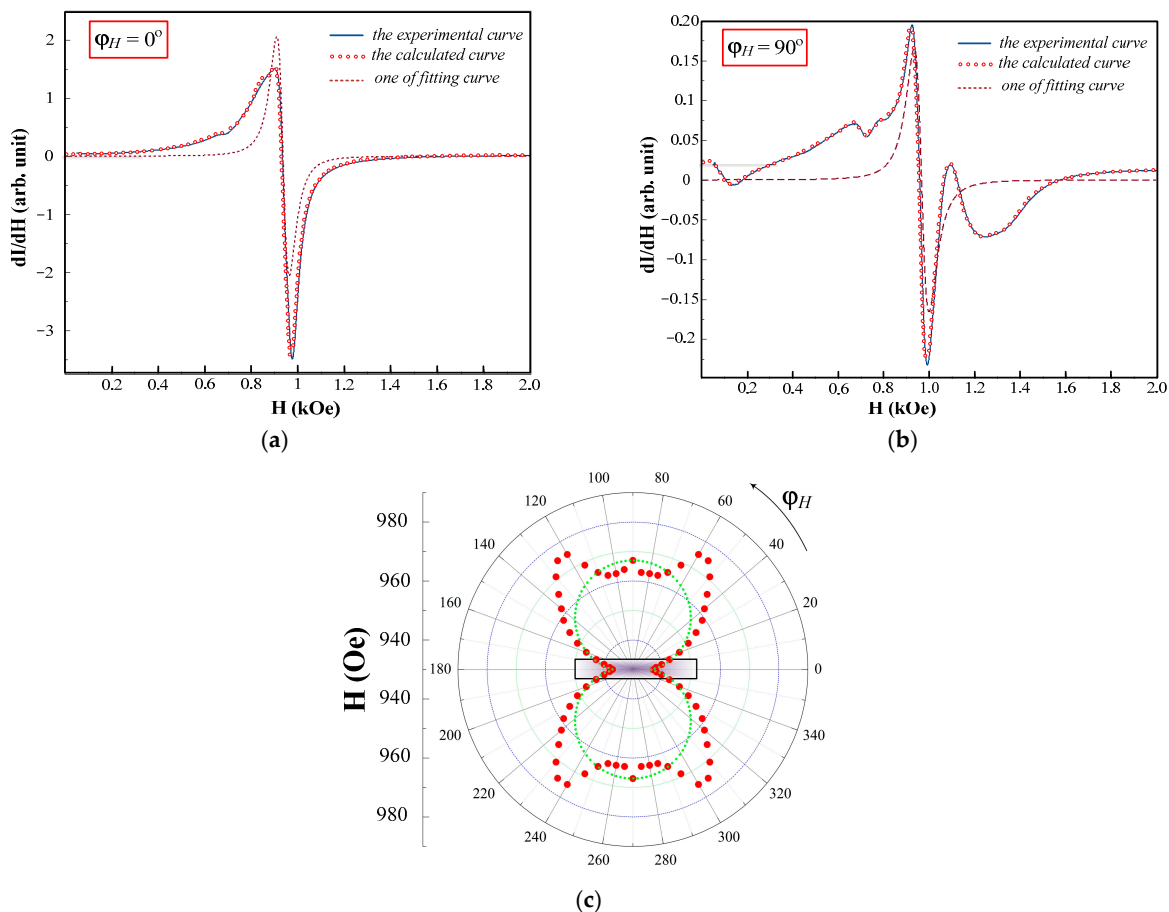 φH = 0°
the experimental curve
the calculated curve
one of fitting curve
dI/dH (arb. unit)
2
1
0
−1
−2
−3
0.2 0.4 0.6 0.8 1 1.2 1.4 1.6 1.8 2.0
H (kOe)
(a)
φH = 90°
the experimental curve
the calculated curve
one of fitting curve
dI/dH (arb. unit)
0.20
0.15
0.10
0.05
0
−0.05
−0.10
−0.15
−0.2
0.2 0.4 0.6 0.8 1.0 1.2 1.4 1.6 1.8 2.0
H (kOe)
(b)
H (Oe)
980
960
940
940
960
980
φH
0
20
40
60
80
100
120
140
160
180
200
220
240
260
280
300
320
340
(c)